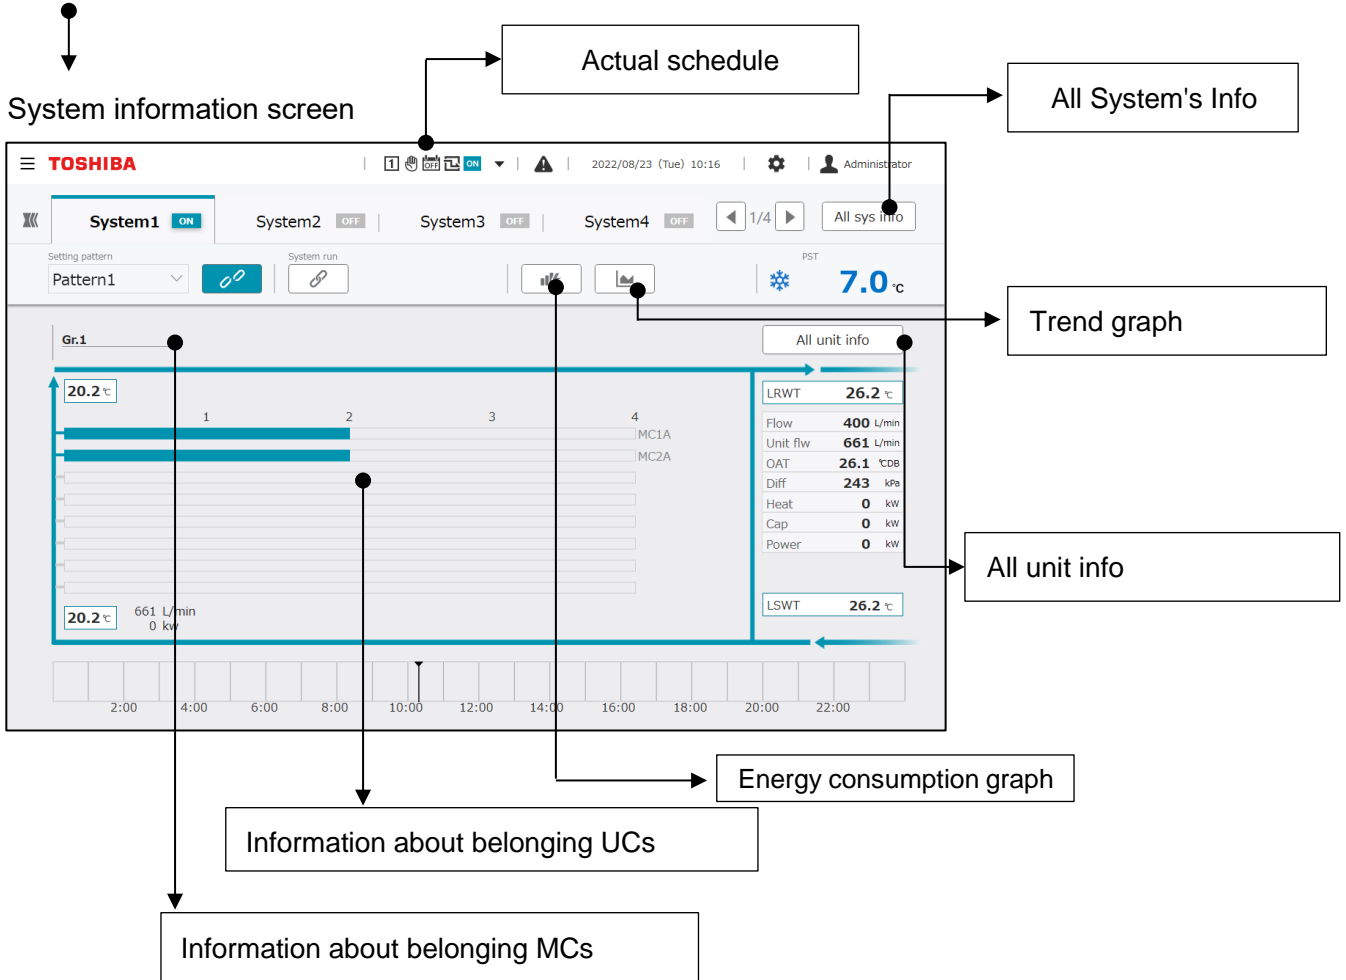 Actual schedule
All System's Info
System information screen
TOSHIBA
1 OFF ON 2022/08/23 (Tue) 10:16 Administrator
System1 ON System2 OFF System3 OFF System4 OFF 1/4 All sys info
Setting pattern System run PST
Pattern1 7.0 ℃
Trend graph
Gr.1 All unit info
20.2 ℃ LRWT 26.2 ℃
1 2 3 4
MC1A Flow 400 L/min
MC2A Unit flw 661 L/min
OAT 26.1 ℃DB
Diff 243 kPa
Heat 0 kW
Cap 0 kW
Power 0 kW
All unit info
20.2 ℃ 661 L/min LSWT 26.2 ℃
0 kw
2:00 4:00 6:00 8:00 10:00 12:00 14:00 16:00 18:00 20:00 22:00
Energy consumption graph
Information about belonging UCs
Information about belonging MCs